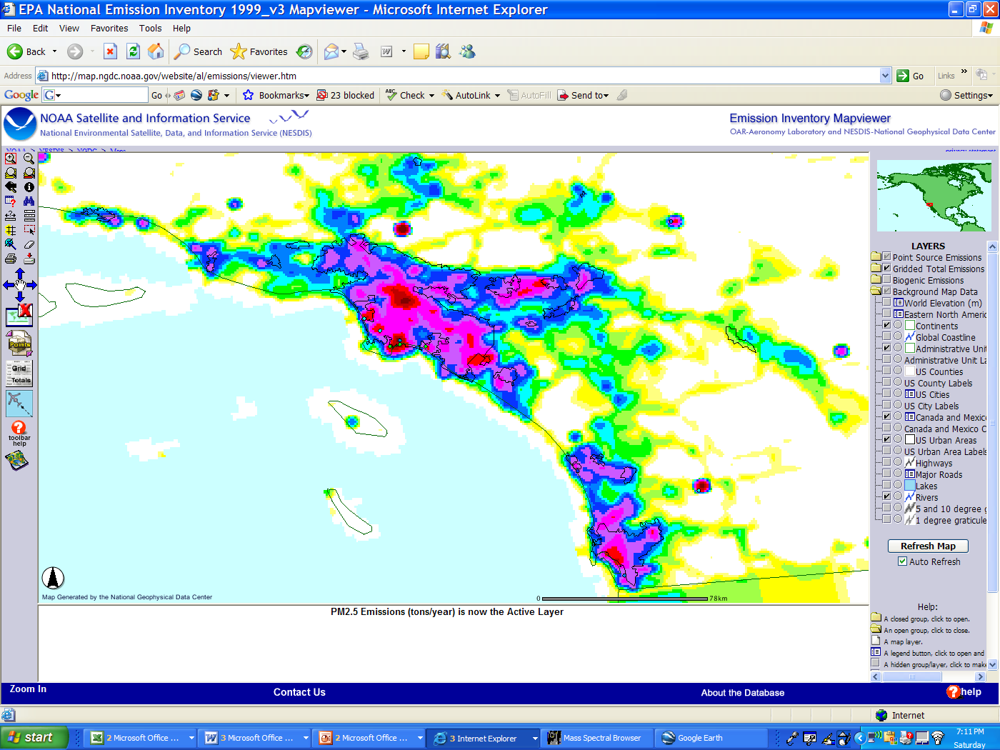 EPA National Emission Inventory 1999_v3 Mapviewer - Microsoft Internet Explorer
File Edit View Favorites Tools Help
Back Search Favorites
Address http://map.ngdc.noaa.gov/website/al/emissions/viewer.htm Go Links »
Google G Go Bookmarks 23 blocked ABC Check AutoLink AutoFill Send to Settings
NOAA Satellite and Information Service
National Environmental Satellite, Data, and Information Service (NESDIS)
Emission Inventory Mapviewer
OAR-Aeronomy Laboratory and NESDIS-National Geophysical Data Center
NOAA > NESDIS > NGDC > Maps privacy statement
Points
Grid
Totals
toolbar
help
LAYERS
Point Source Emissions
Gridded Total Emissions
Biogenic Emissions
Background Map Data
World Elevation (m)
Eastern North Americ
Continents
Global Coastline
Administrative Unit
Administrative Unit La
US Counties
US County Labels
US Cities
US City Labels
Canada and Mexico
Canada and Mexico C
US Urban Areas
US Urban Area Labels
Highways
Major Roads
Lakes
Rivers
5 and 10 degree g
1 degree graticule
Refresh Map
Auto Refresh
Help:
A closed group, click to open.
An open group, click to close.
A map layer.
A legend button, click to open and
A hidden group/layer, click to make
Map Generated by the National Geophysical Data Center
0 78km
PM2.5 Emissions (tons/year) is now the Active Layer
Zoom In Contact Us About the Database help
Internet
start 2 Microsoft Office ... 3 Microsoft Office ... 2 Microsoft Office ... 3 Internet Explorer Mass Spectral Browser Google Earth
7:11 PM
Saturday